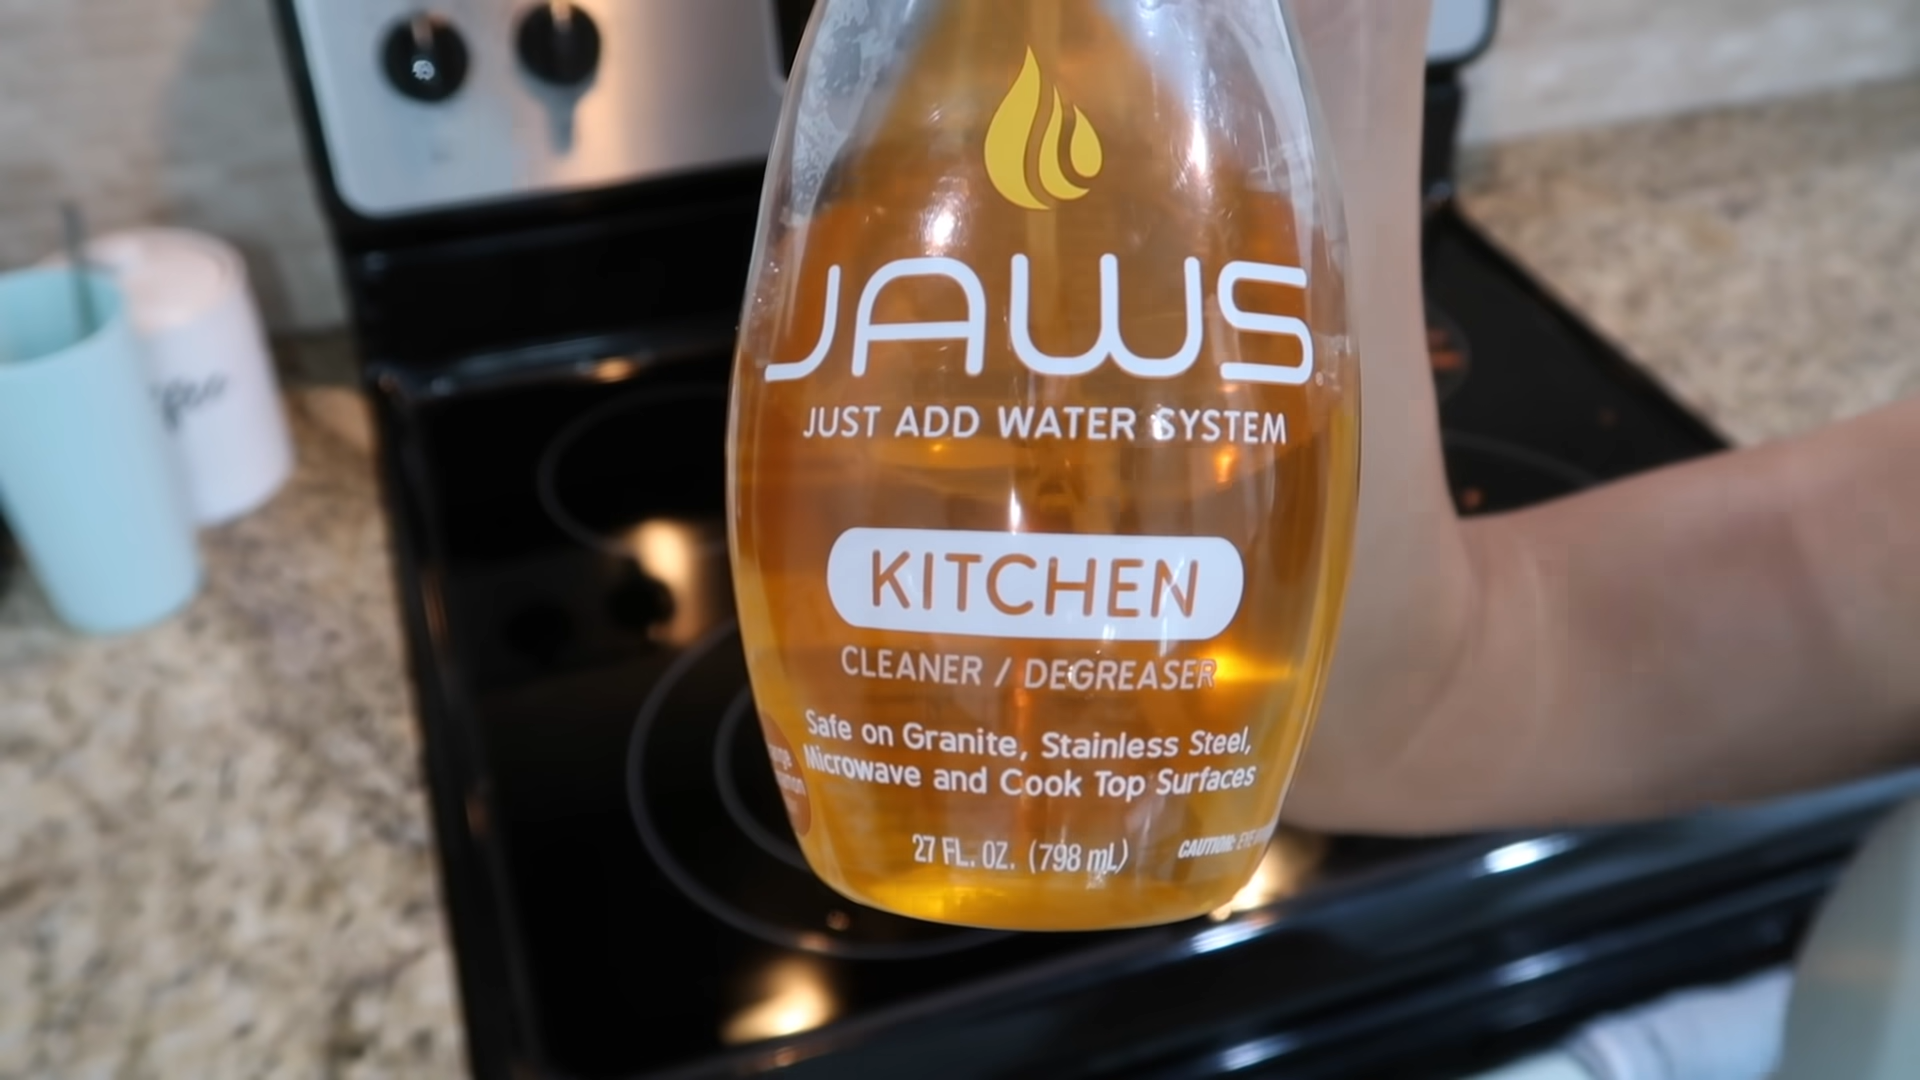 JAWS
JUST ADD WATER SYSTEM
KITCHEN
CLEANER / DEGREASER
Safe on Granite, Stainless Steel,
Microwave and Cook Top Surfaces
27 FL. OZ. (798 mL)
CAUTION: EYE